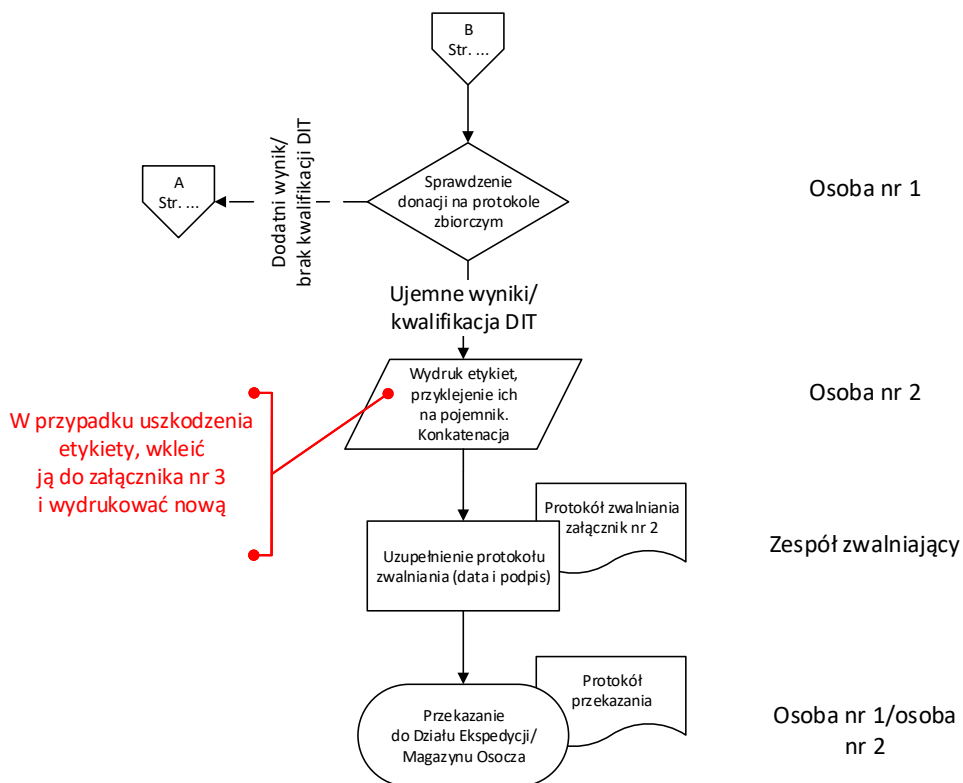 B
Str. ...
A
Str. ...
Dodatni wynik/
brak kwalifikacji DIT
Sprawdzenie
donacji na protokole
zbiorczym
Osoba nr 1
Ujemne wyniki/
kwalifikacja DIT
W przypadku uszkodzenia
etykiety, wkleić
ją do załącznika nr 3
i wydrukować nową
Wydruk etykiet,
przyklejenie ich
na pojemnik.
Konkatenacja
Osoba nr 2
Protokół zwalniania
załącznik nr 2
Uzupełnienie protokołu
zwalniania (data i podpis)
Zespół zwalniający
Protokół
przekazania
Przekazanie
do Działu Ekspedycji/
Magazynu Osocza
Osoba nr 1/osoba
nr 2